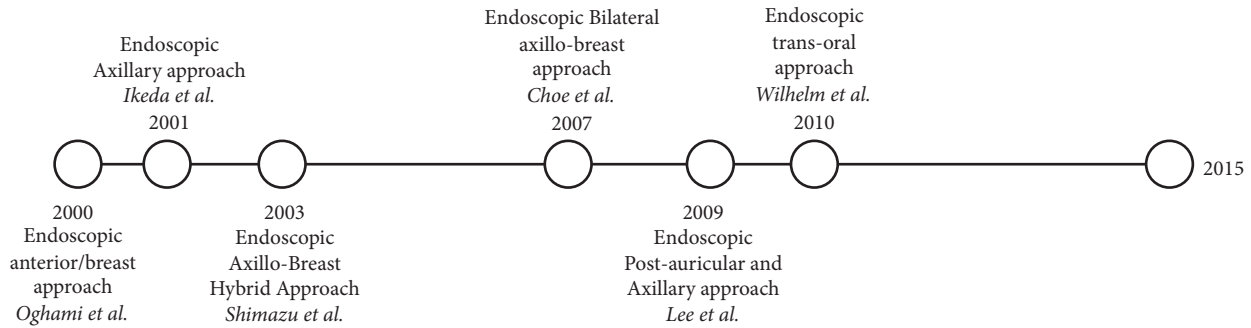 Endoscopic
Axillary approach
Ikeda et al.
2001
Endoscopic Bilateral
axillo-breast
approach
Choe et al.
2007
Endoscopic
trans-oral
approach
Wilhelm et al.
2010
2015
2000
Endoscopic
anterior/breast
approach
Oghami et al.
2003
Endoscopic
Axillo-Breast
Hybrid Approach
Shimazu et al.
2009
Endoscopic
Post-auricular and
Axillary approach
Lee et al.